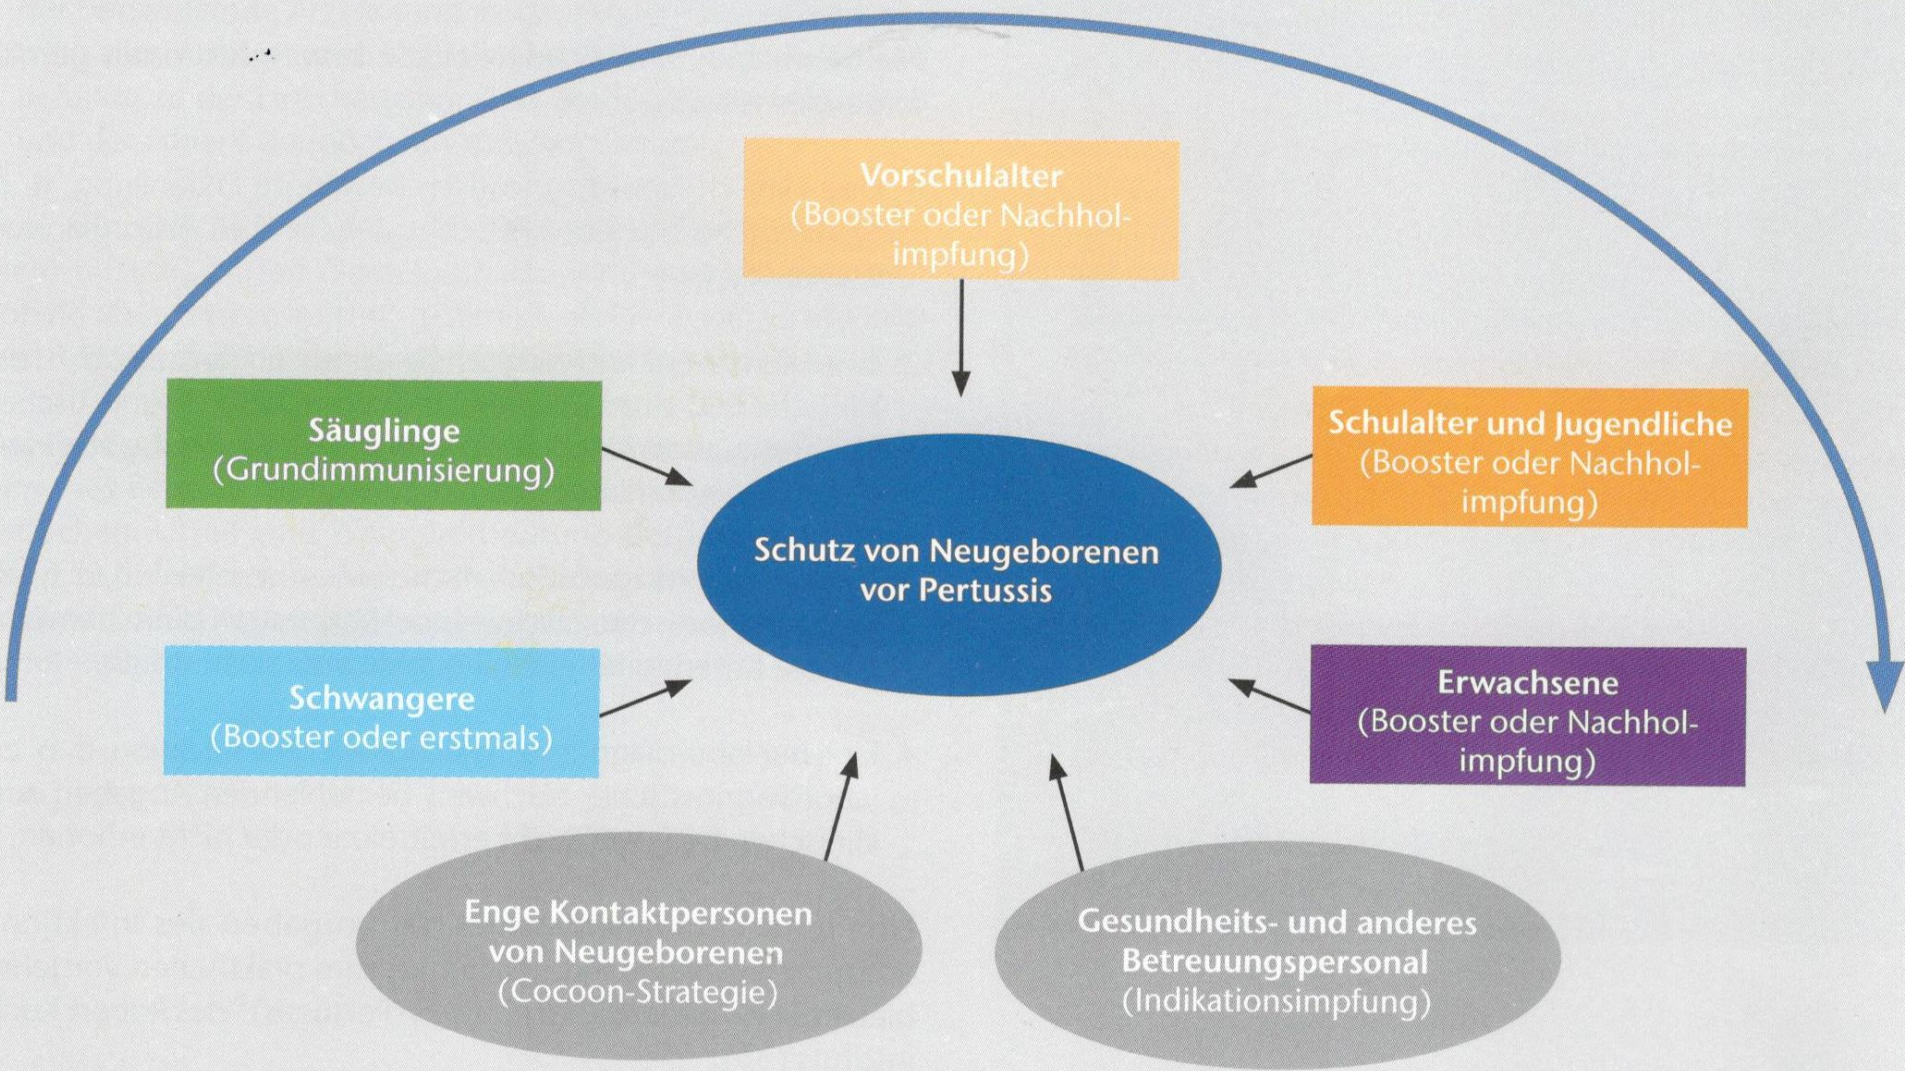 Vorschulalter
(Booster oder Nachhol-
impfung)
Säuglinge
(Grundimmunisierung)
Schulalter und Jugendliche
(Booster oder Nachhol-
impfung)
Schutz von Neugeborenen
vor Pertussis
Schwangere
(Booster oder erstmals)
Erwachsene
(Booster oder Nachhol-
impfung)
Enge Kontaktpersonen
von Neugeborenen
(Cocoon-Strategie)
Gesundheits- und anderes
Betreuungspersonal
(Indikationsimpfung)